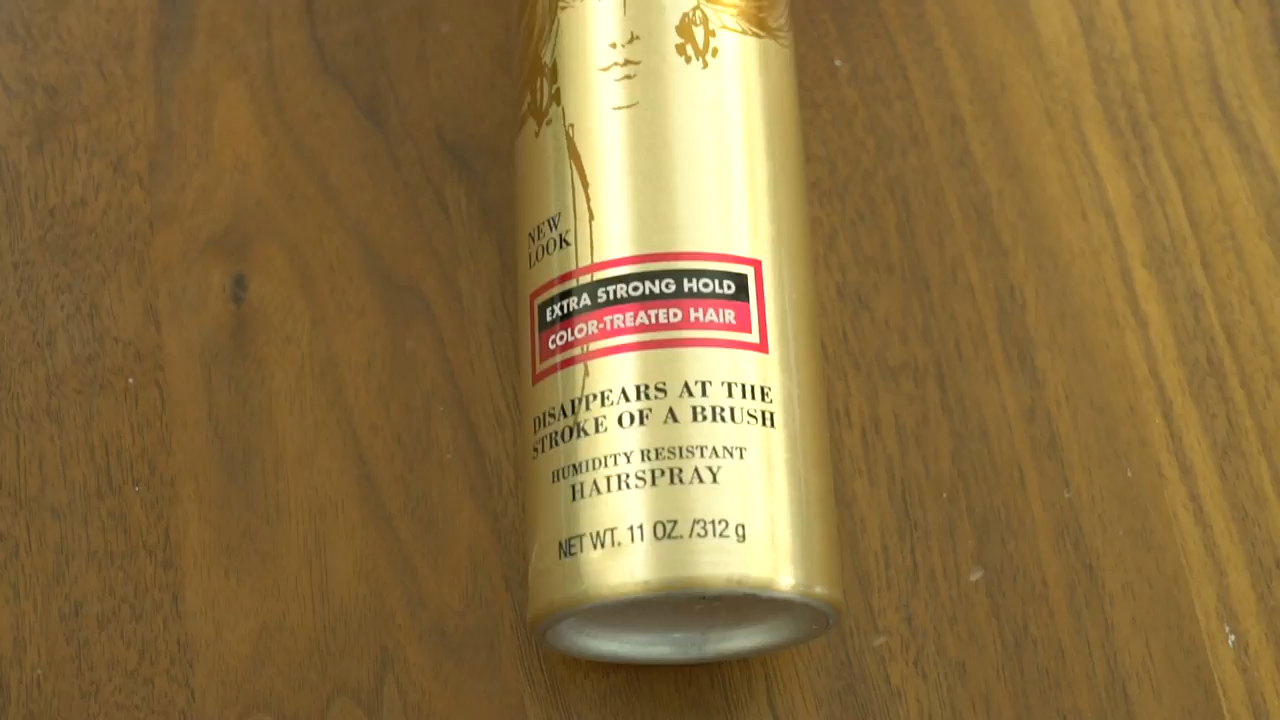 NEW
LOOK
EXTRA STRONG HOLD
COLOR-TREATED HAIR
DISAPPEARS AT THE
STROKE OF A BRUSH
HUMIDITY RESISTANT
HAIRSPRAY
NET WT. 11 OZ. /312 g